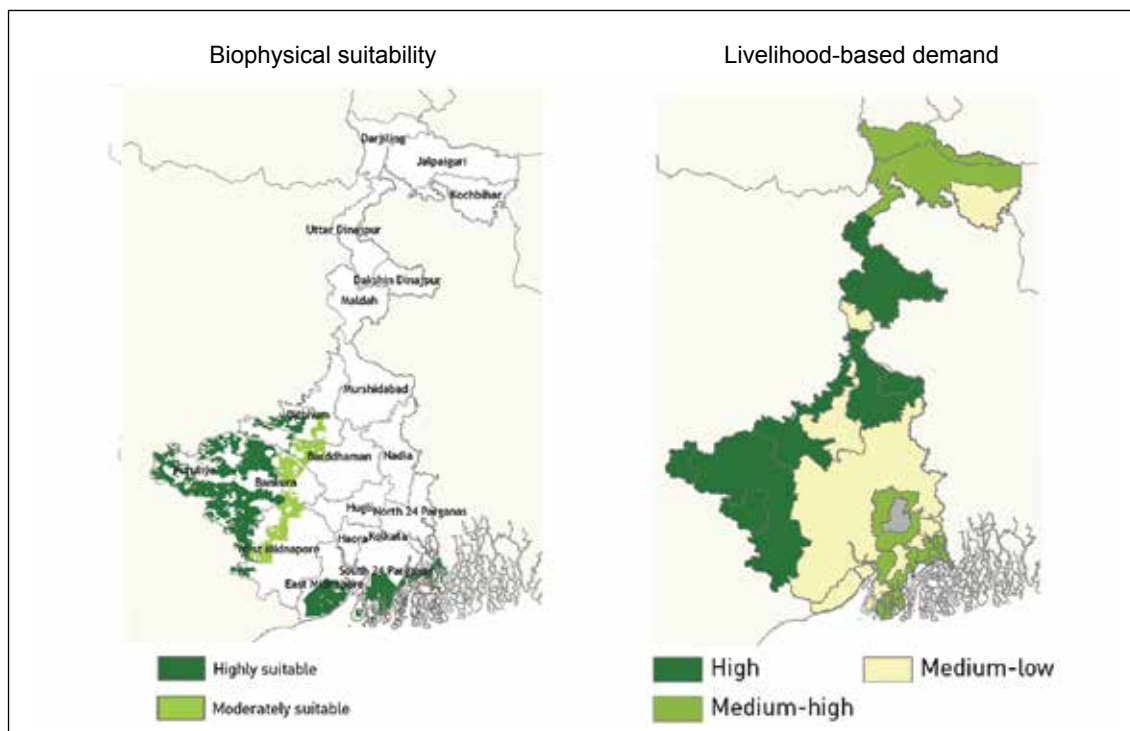 Biophysical suitability
Livelihood-based demand
Darjiling
Jalpaiguri
Kochbihar
Uttar Dinajpur
Dakshin Dinajpur
Maldah
Murshidabad
Birbhum
Barddhaman
Nadia
Puruliya
Bankura
Hugli
North 24 Parganas
West Midnapore
Haora
Kolkata
South 24 Parganas
East Midnapore
Highly suitable
Moderately suitable
High
Medium-low
Medium-high